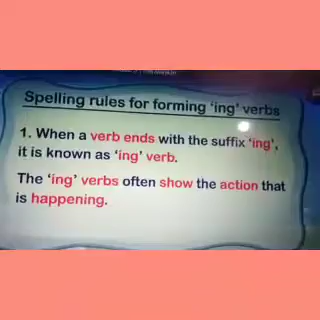 Spelling rules for forming 'ing' verbs
1. When a verb ends with the suffix 'ing',
it is known as 'ing' verb.
The 'ing' verbs often show the action that
is happening.